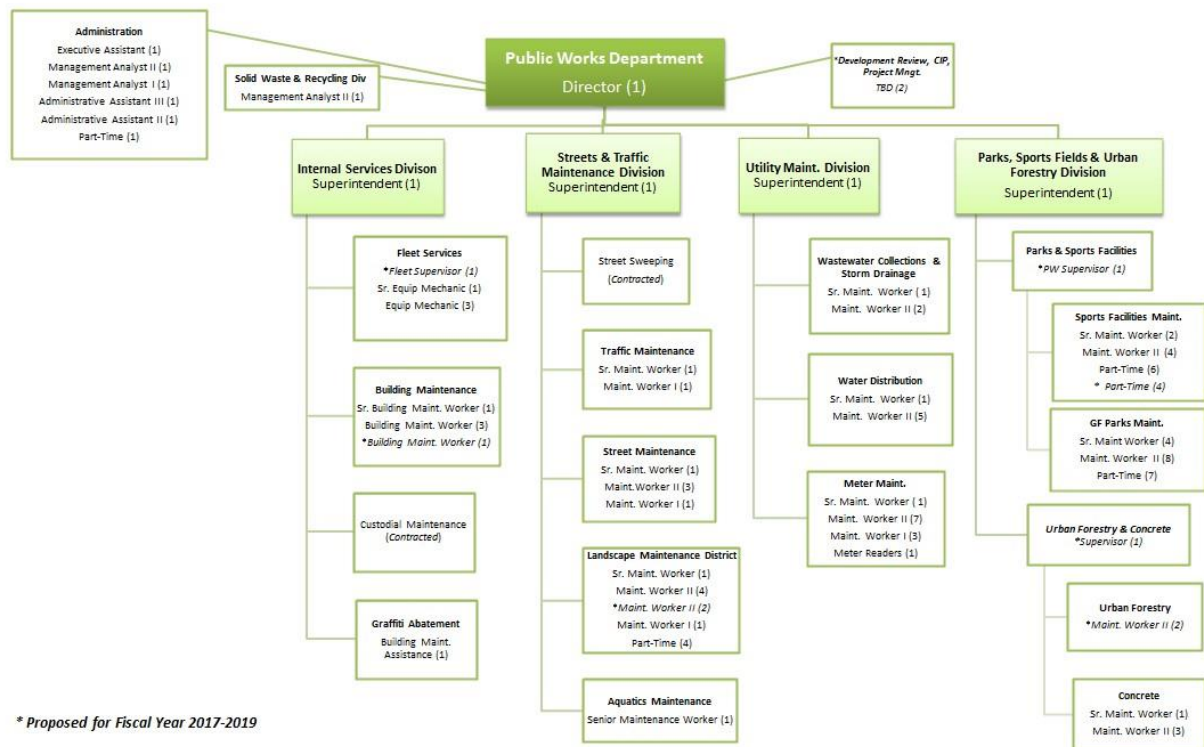 Administration
Executive Assistant (1)
Management Analyst II (1)
Management Analyst I (1)
Administrative Assistant III (1)
Administrative Assistant II (1)
Part-Time (1)
Solid Waste & Recycling Div
Management Analyst II (1)
Public Works Department
Director (1)
*Development Review, CIP,
Project Mngt.
TBD (2)
Internal Services Divison
Superintendent (1)
Streets & Traffic
Maintenance Division
Superintendent (1)
Utility Maint. Division
Superintendent (1)
Parks, Sports Fields & Urban
Forestry Division
Superintendent (1)
Fleet Services
*Fleet Supervisor (1)
Sr. Equip Mechanic (1)
Equip Mechanic (3)
Building Maintenance
Sr. Building Maint. Worker (1)
Building Maint. Worker (3)
*Building Maint. Worker (1)
Custodial Maintenance
(Contracted)
Graffiti Abatement
Building Maint.
Assistance (1)
Street Sweeping
(Contracted)
Traffic Maintenance
Sr. Maint. Worker (1)
Maint. Worker I (1)
Street Maintenance
Sr. Maint. Worker (1)
Maint.Worker II (3)
Maint. Worker I (1)
Landscape Maintenance District
Sr. Maint. Worker (1)
Maint. Worker II (4)
*Maint. Worker II (2)
Maint. Worker I (1)
Part-Time (4)
Aquatics Maintenance
Senior Maintenance Worker (1)
Wastewater Collections &
Storm Drainage
Sr. Maint. Worker ( 1)
Maint. Worker II (2)
Water Distribution
Sr. Maint. Worker (1)
Maint. Worker II (5)
Meter Maint.
Sr. Maint. Worker ( 1)
Maint. Worker II (7)
Maint. Worker I (3)
Meter Readers (1)
Parks & Sports Facilities
*PW Supervisor (1)
Sports Facilities Maint.
Sr. Maint. Worker (2)
Maint. Worker II (4)
Part-Time (6)
* Part-Time (4)
GF Parks Maint.
Sr. Maint Worker (4)
Maint. Worker II (8)
Part-Time (7)
Urban Forestry & Concrete
*Supervisor (1)
Urban Forestry
*Maint. Worker II (2)
Concrete
Sr. Maint. Worker (1)
Maint. Worker II (3)
* Proposed for Fiscal Year 2017-2019